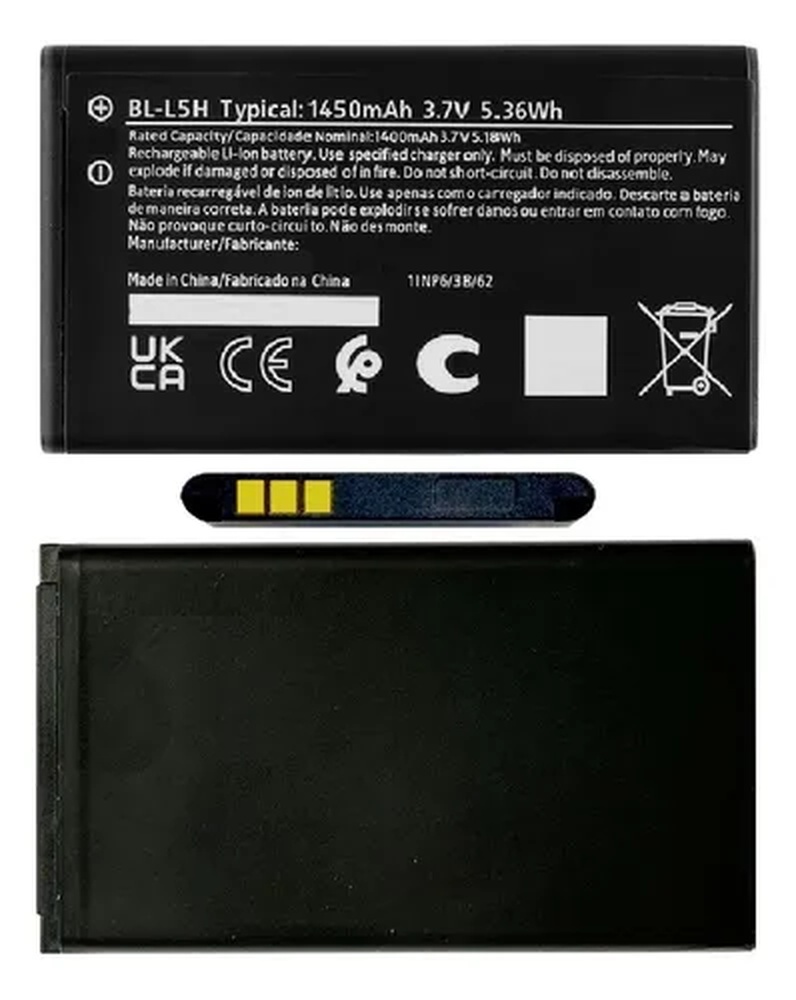 BL-L5H Typical: 1450mAh 3.7V 5.36Wh
Rated Capacity/Capacidade Nominal:1400mAh 3.7V 5.18Wh
Rechargeable Li-Ion battery. Use specified charger only. Must be disposed of properly. May
explode if damaged or disposed of in fire. Do not short-circuit. Do not disassemble.
Bateria recarregável de íon de lítio. Use apenas com o carregador indicado. Descarte a bateria
de maneira correta. A bateria pode explodir se sofrer danos ou entrar em contato com fogo.
Não provoque curto-circuito. Não desmonte.
Manufacturer/Fabricante:
Made in China/Fabricado na China 1INP6/38/62
UK
CA CE